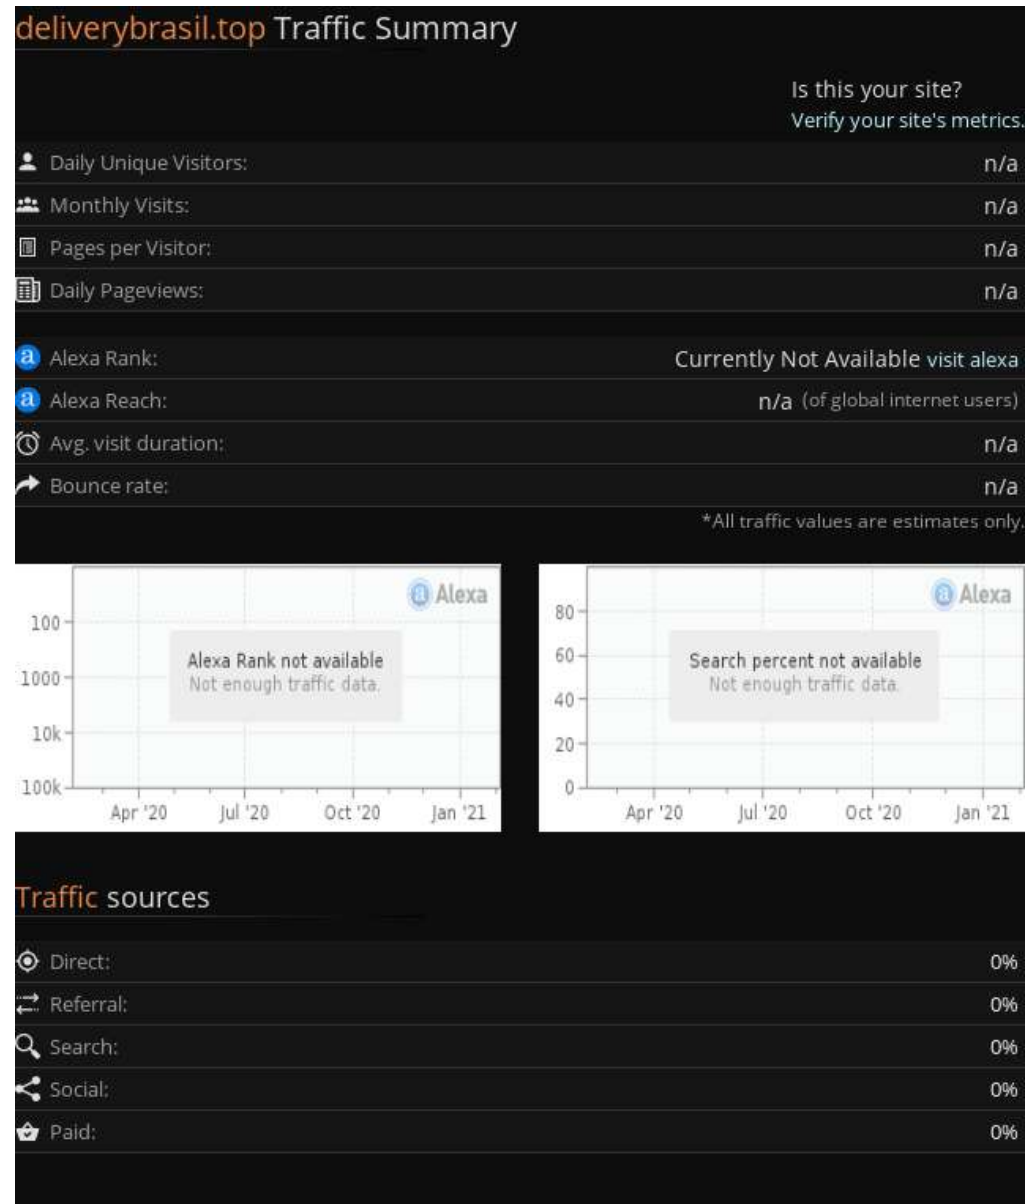 deliverybrasil.top Traffic Summary
Is this your site?
Verify your site's metrics.
Daily Unique Visitors: n/a
Monthly Visits: n/a
Pages per Visitor: n/a
Daily Pageviews: n/a
a Alexa Rank: Currently Not Available visit alexa
a Alexa Reach: n/a (of global internet users)
Avg. visit duration: n/a
Bounce rate: n/a
*All traffic values are estimates only.
a Alexa
100
1000
10k
100k
Alexa Rank not available
Not enough traffic data.
Apr '20 Jul '20 Oct '20 Jan '21
a Alexa
80
60
40
20
0
Search percent not available
Not enough traffic data.
Apr '20 Jul '20 Oct '20 Jan '21
Traffic sources
Direct: 0%
Referral: 0%
Search: 0%
Social: 0%
Paid: 0%